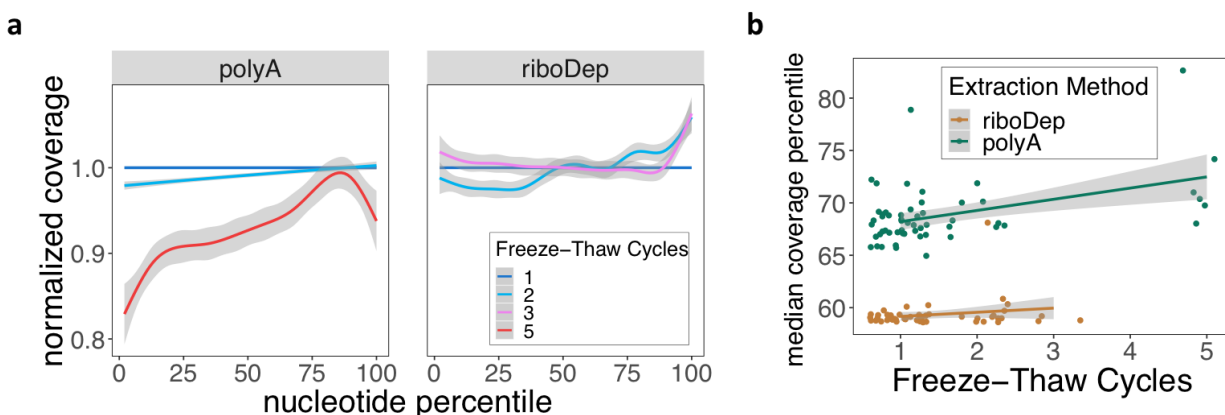 a
polyA
riboDep
normalized coverage
1.0
0.9
0.8
Freeze-Thaw Cycles
1
2
3
5
0 25 50 75 100
0 25 50 75 100
nucleotide percentile
b
median coverage percentile
80
75
70
65
60
Extraction Method
riboDep
polyA
1 2 3 4 5
Freeze-Thaw Cycles